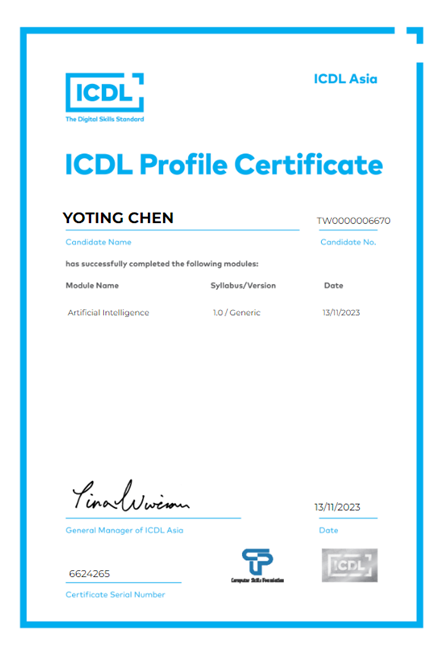 ICDL Asia
ICDL
The Digital Skills Standard
ICDL Profile Certificate
YOTING CHEN TW0000006670
Candidate Name Candidate No.
has successfully completed the following modules:
Module Name Syllabus/Version Date
Artificial Intelligence 1.0 / Generic 13/11/2023
13/11/2023
General Manager of ICDL Asia Date
6624265
Computer Skills Foundation
ICDL
Certificate Serial Number